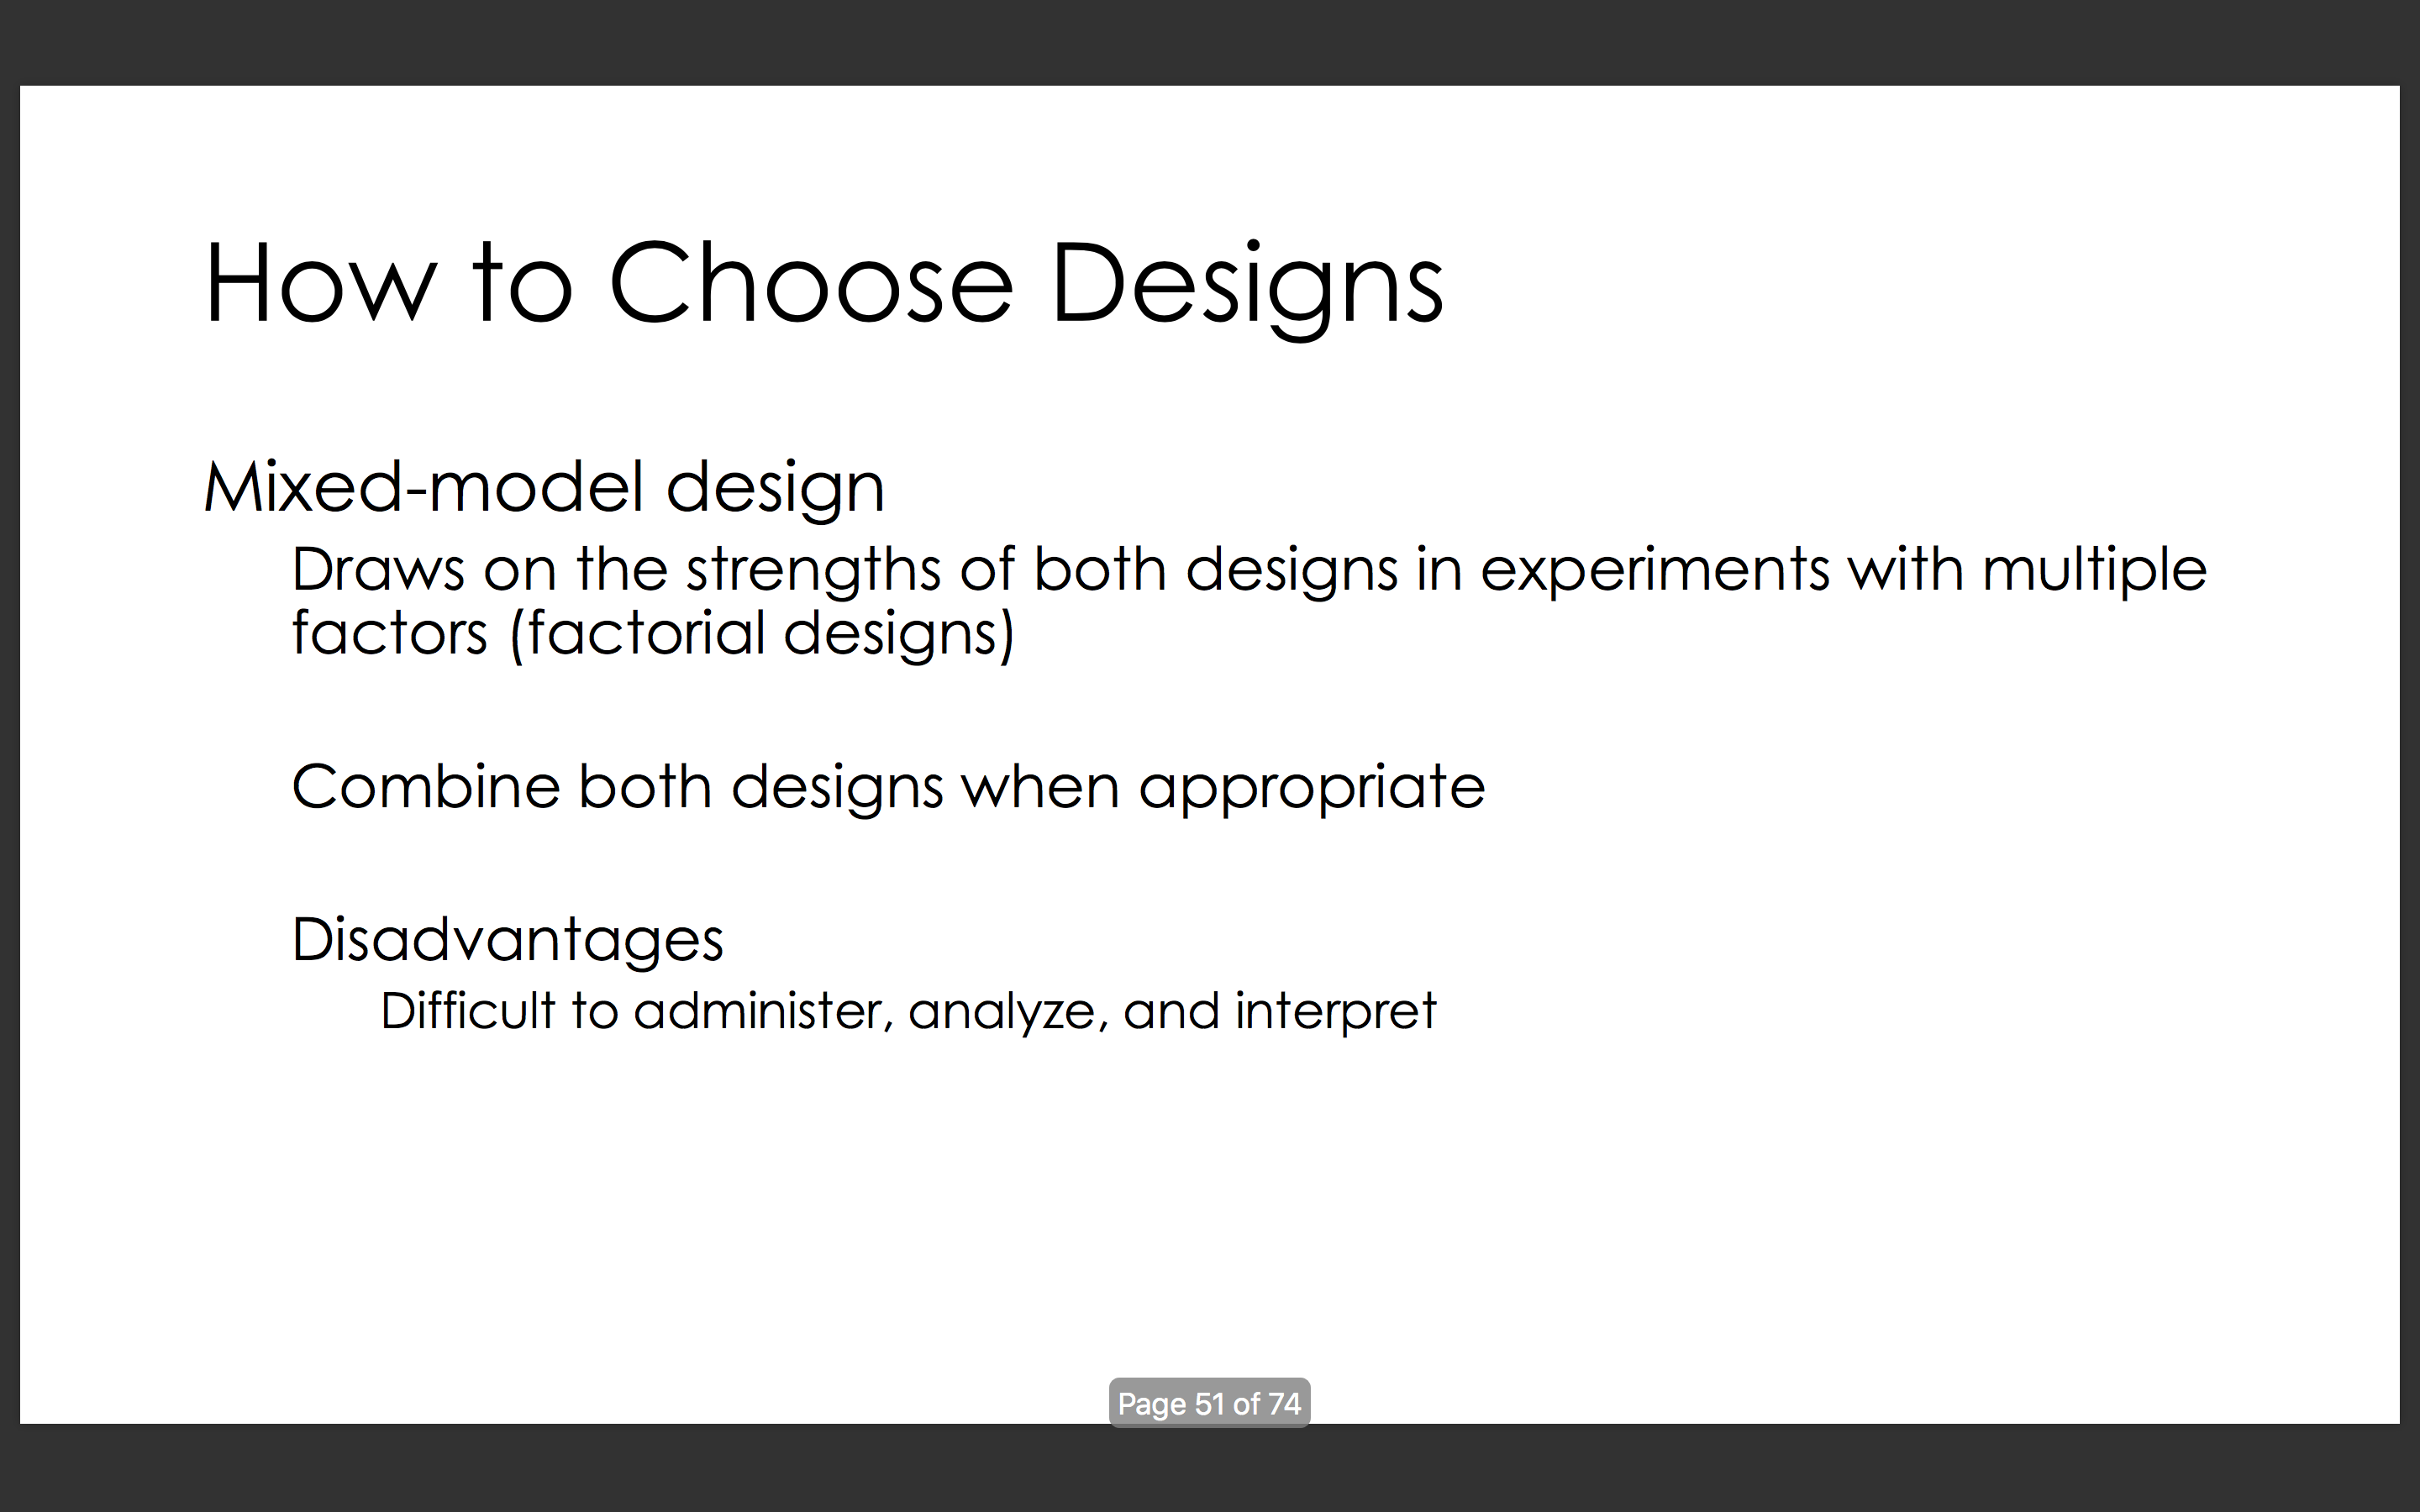 How to Choose Designs
Mixed-model design
Draws on the strengths of both designs in experiments with multiple
factors (factorial designs)
Combine both designs when appropriate
Disadvantages
Difficult to administer, analyze, and interpret
Page 51 of 74